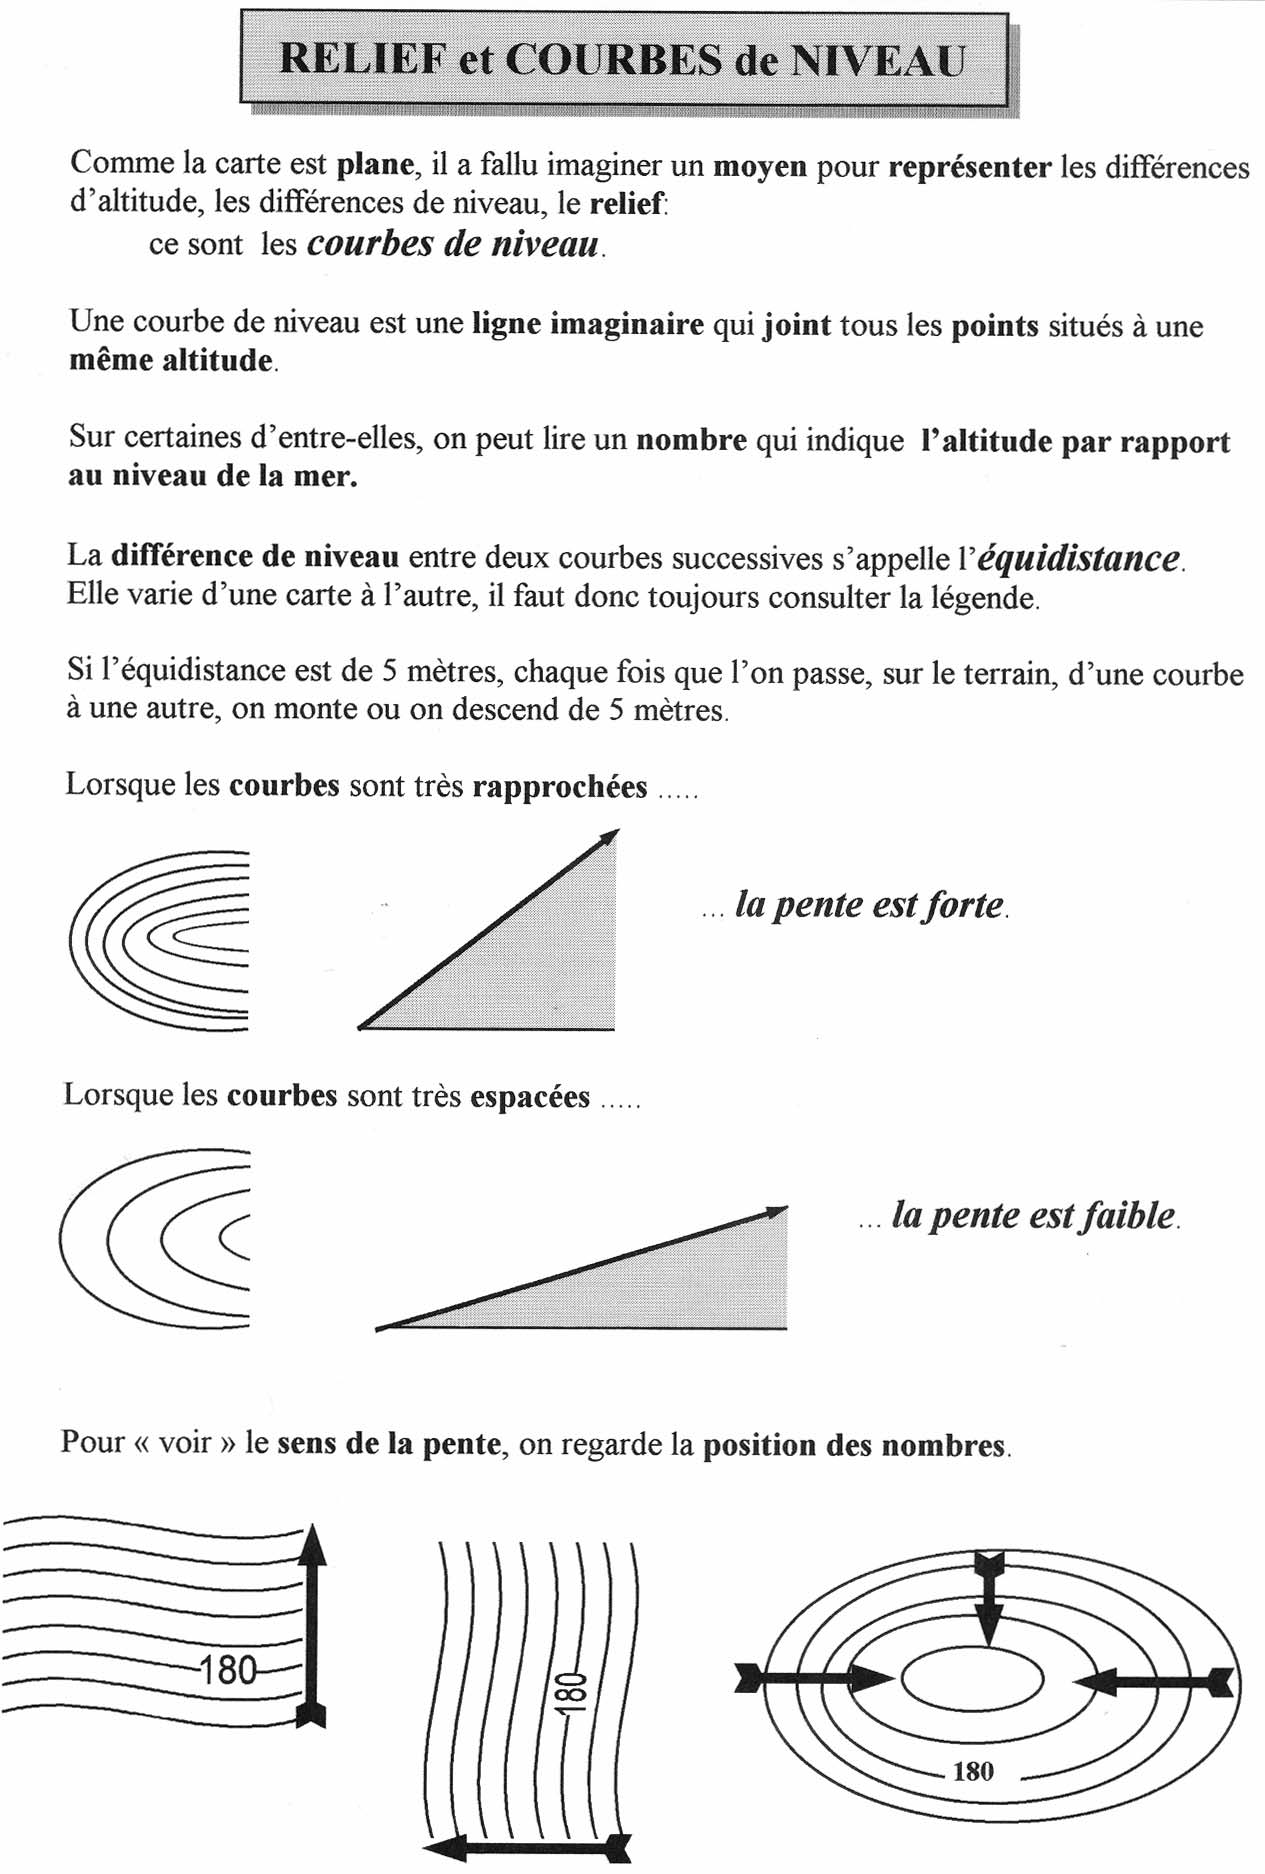 RELIEF et COURBES de NIVEAU
Comme la carte est plane, il a fallu imaginer un moyen pour représenter les différences
d’altitude, les différences de niveau, le relief:
ce sont les courbes de niveau.
Une courbe de niveau est une ligne imaginaire qui joint tous les points situés à une
même altitude.
Sur certaines d’entre-elles, on peut lire un nombre qui indique l’altitude par rapport
au niveau de la mer.
La différence de niveau entre deux courbes successives s’appelle l’équidistance.
Elle varie d’une carte à l’autre, il faut donc toujours consulter la légende.
Si l’équidistance est de 5 mètres, chaque fois que l’on passe, sur le terrain, d’une courbe
à une autre, on monte ou on descend de 5 mètres.
Lorsque les courbes sont très rapprochées .....
... la pente est forte.
Lorsque les courbes sont très espacées .....
... la pente est faible.
Pour « voir » le sens de la pente, on regarde la position des nombres.
180
180
180